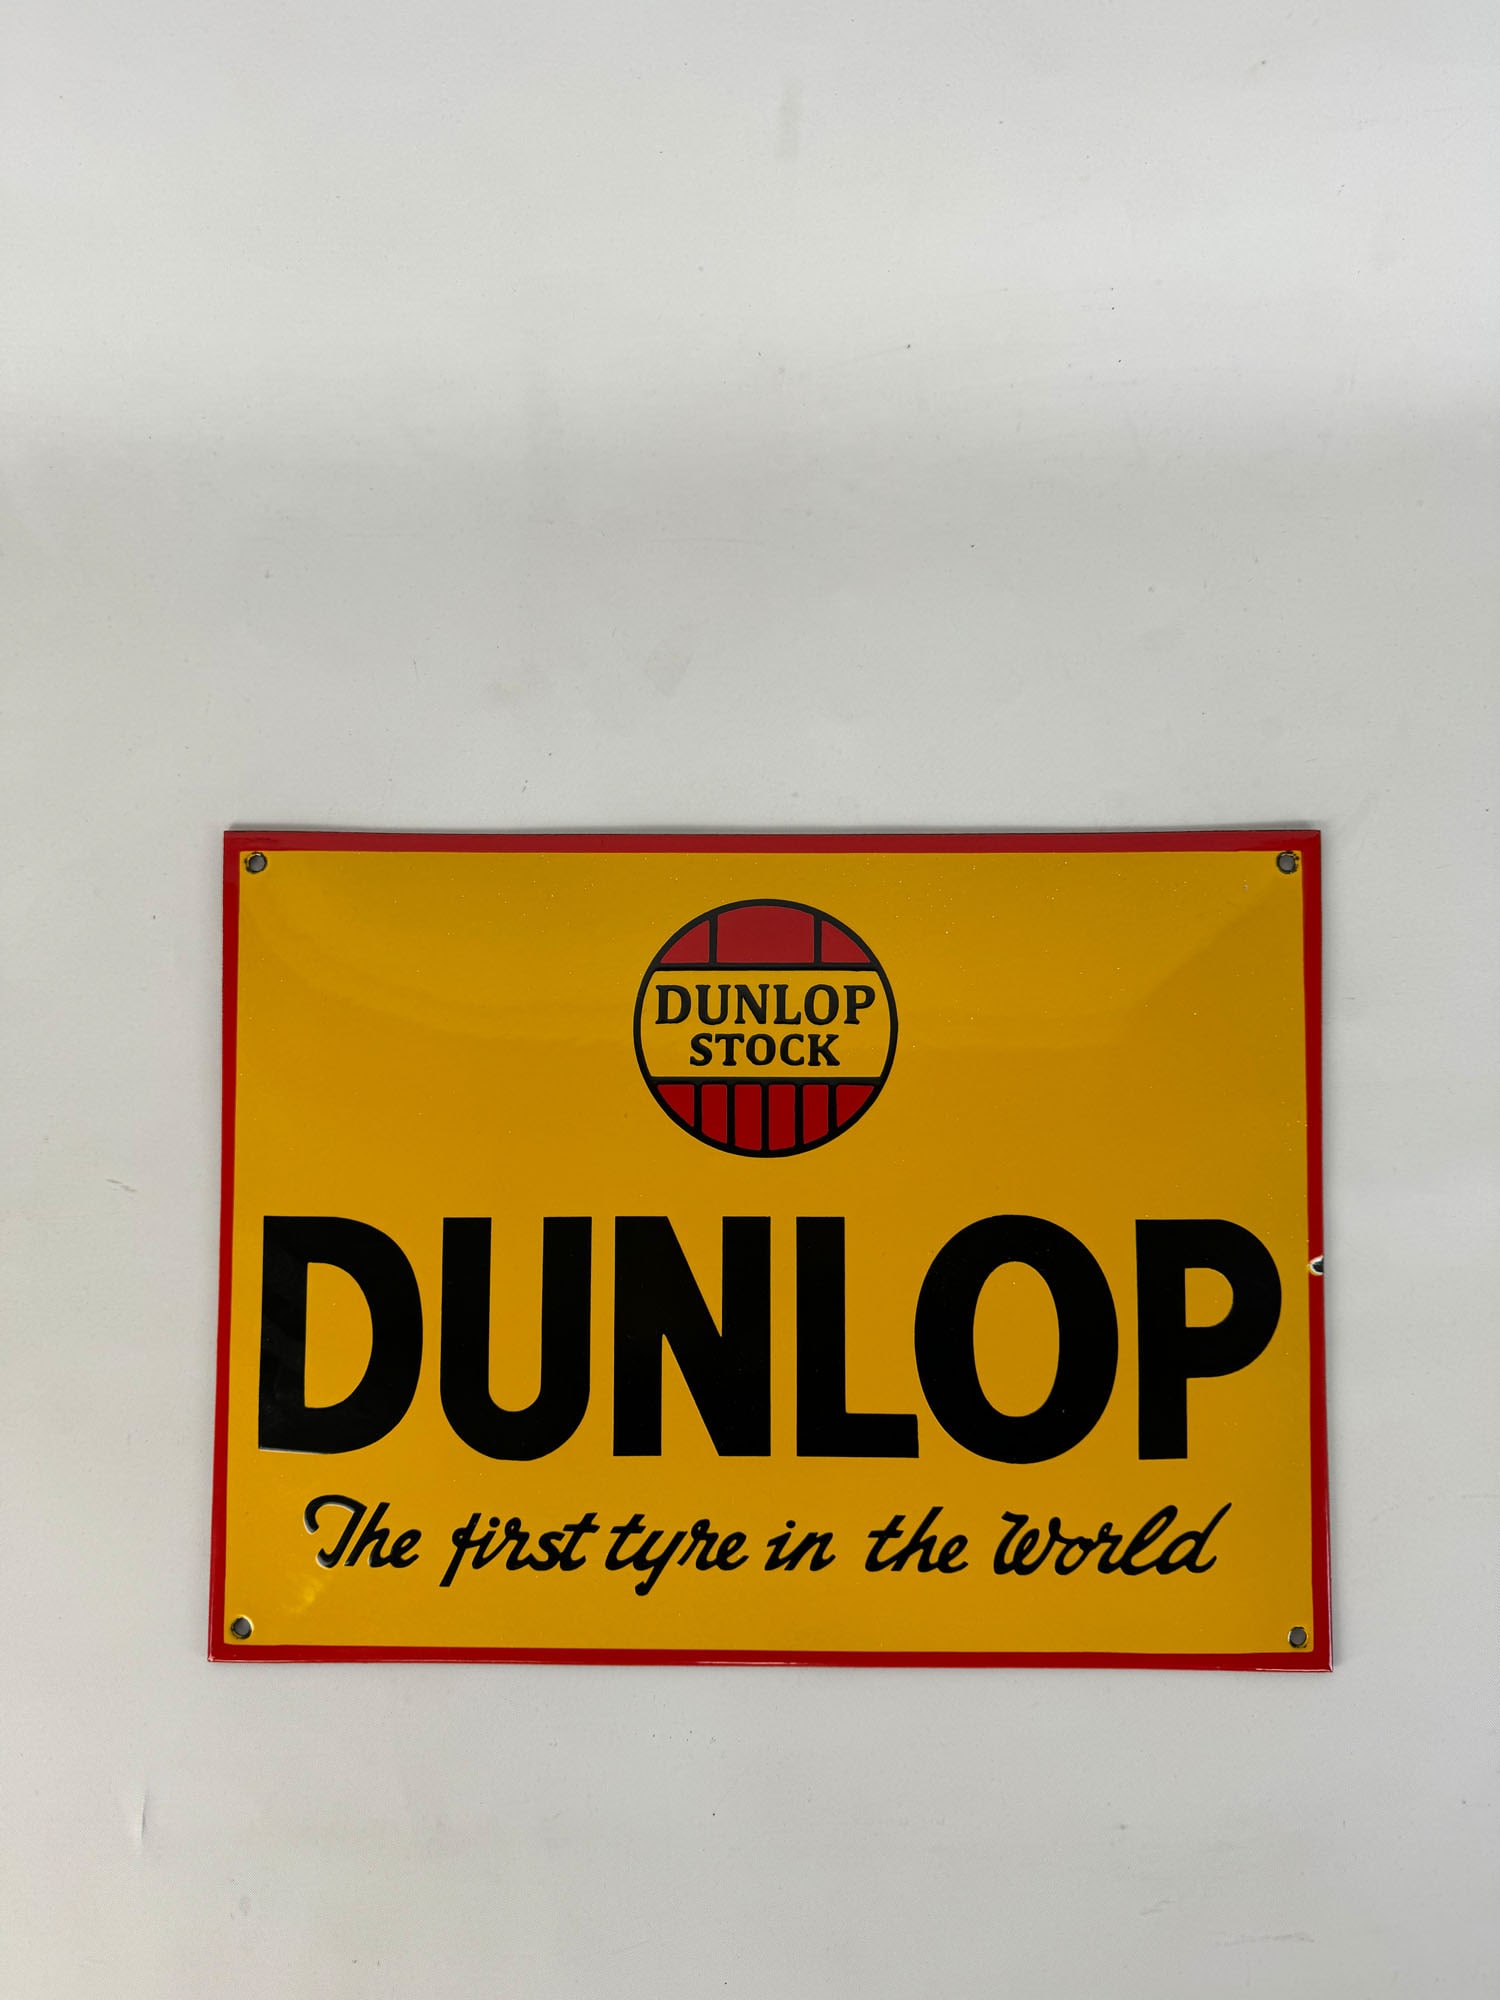 DUNLOP
STOCK
DUNLOP
The first tyre in the World